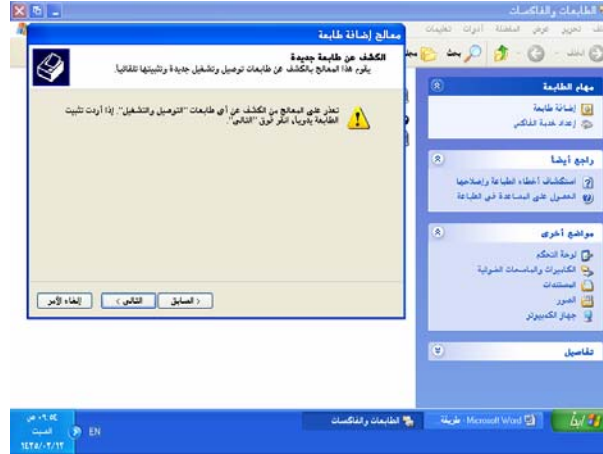 الطابعات والفاكسات
ملف تحرير عرض المفضلة أدوات تعليمات
بحث
مهام الطابعة
إضافة طابعة
إعداد خدمة الفاكس
راجع أيضا
استكشاف أخطاء الطباعة وإصلاحها
الحصول على المساعدة في الطباعة
مواضع أخرى
لوحة التحكم
الكاميرات والماسحات الضوئية
المستندات
الصور
جهاز الكمبيوتر
تفاصيل
معالج إضافة طابعة
الكشف عن طابعة جديدة
يقوم هذا المعالج بالكشف عن طابعات توصيل وتشغيل جديدة وتثبيتها تلقائياً.
تعذر على المعالج من الكشف عن أي طابعات "التوصيل والتشغيل". إذا أردت تثبيت
الطابعة يدوياً، انقر فوق "التالي".
< السابق
التالي >
إلغاء الأمر
ابدأ
Microsoft Word - طريقة
الطابعات والفاكسات
EN
السبت